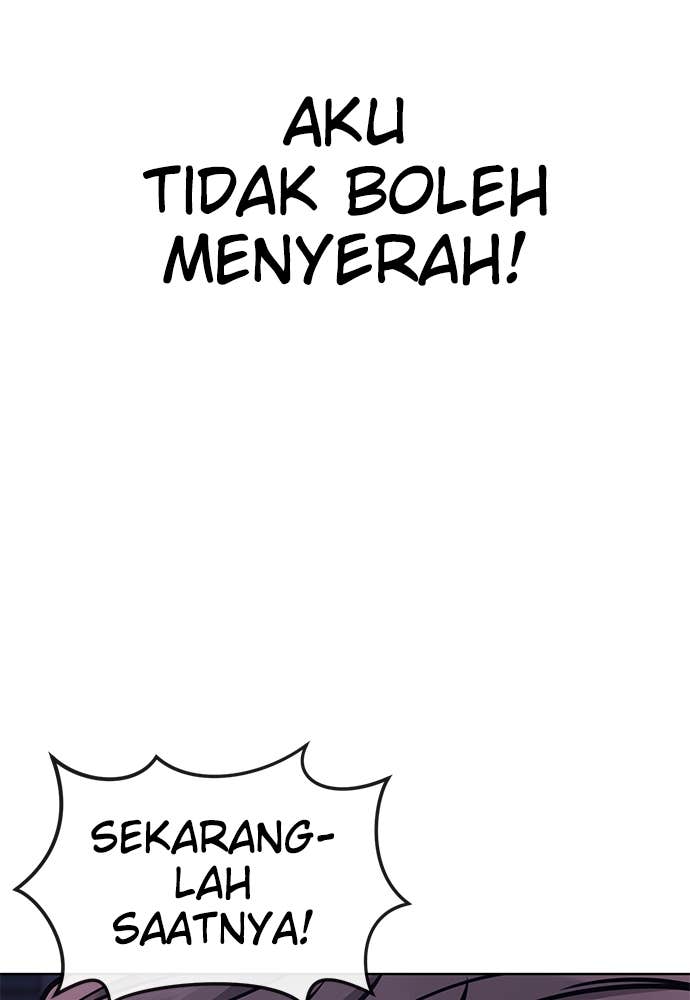 AKU
TIDAK BOLEH
MENYERAH!
SEKARANG-
LAH
SAATNYA!